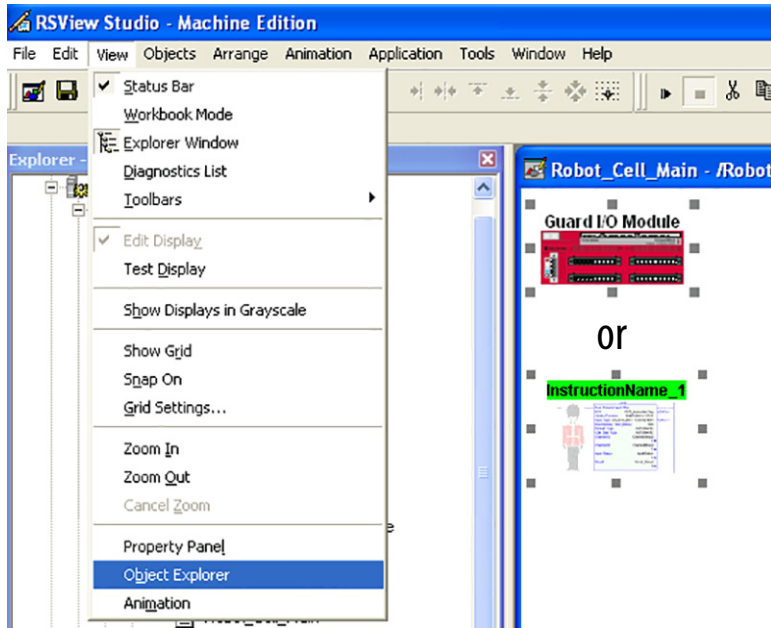 RSView Studio - Machine Edition
File Edit View Objects Arrange Animation Application Tools Window Help
Status Bar
Workbook Mode
Explorer Window
Diagnostics List
Toolbars
Edit Display
Test Display
Show Displays in Grayscale
Show Grid
Snap On
Grid Settings...
Zoom In
Zoom Out
Cancel Zoom
Property Panel
Object Explorer
Animation
Explorer -
Robot_Cell_Main - /Robot
Guard I/O Module
or
InstructionName_1